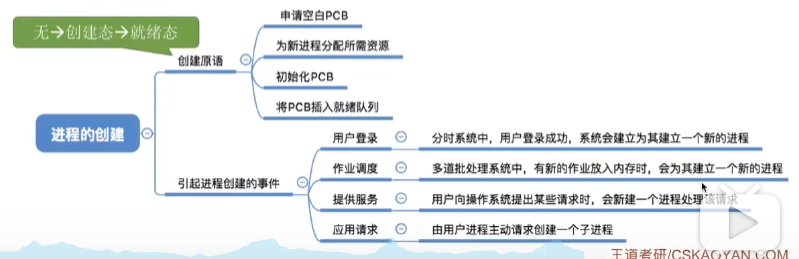 无→创建态→就绪态
申请空白PCB
为新进程分配所需资源
创建原语
初始化PCB
将PCB插入就绪队列
进程的创建
用户登录
分时系统中，用户登录成功，系统会建立为其建立一个新的进程
作业调度
多道批处理系统中，有新的作业放入内存时，会为其建立一个新的进程
引起进程创建的事件
提供服务
用户向操作系统提出某些请求时，会新建一个进程处理该请求
应用请求
由用户进程主动请求创建一个子进程
王道考研/CSKAOYAN.COM